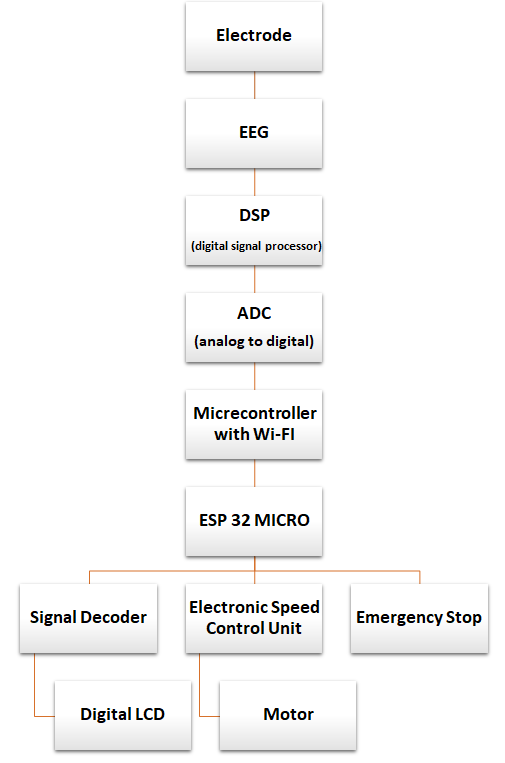 Electrode
EEG
DSP
(digital signal processor)
ADC
(analog to digital)
Micrecontroller
with Wi-FI
ESP 32 MICRO
Signal Decoder
Electronic Speed
Control Unit
Emergency Stop
Digital LCD
Motor